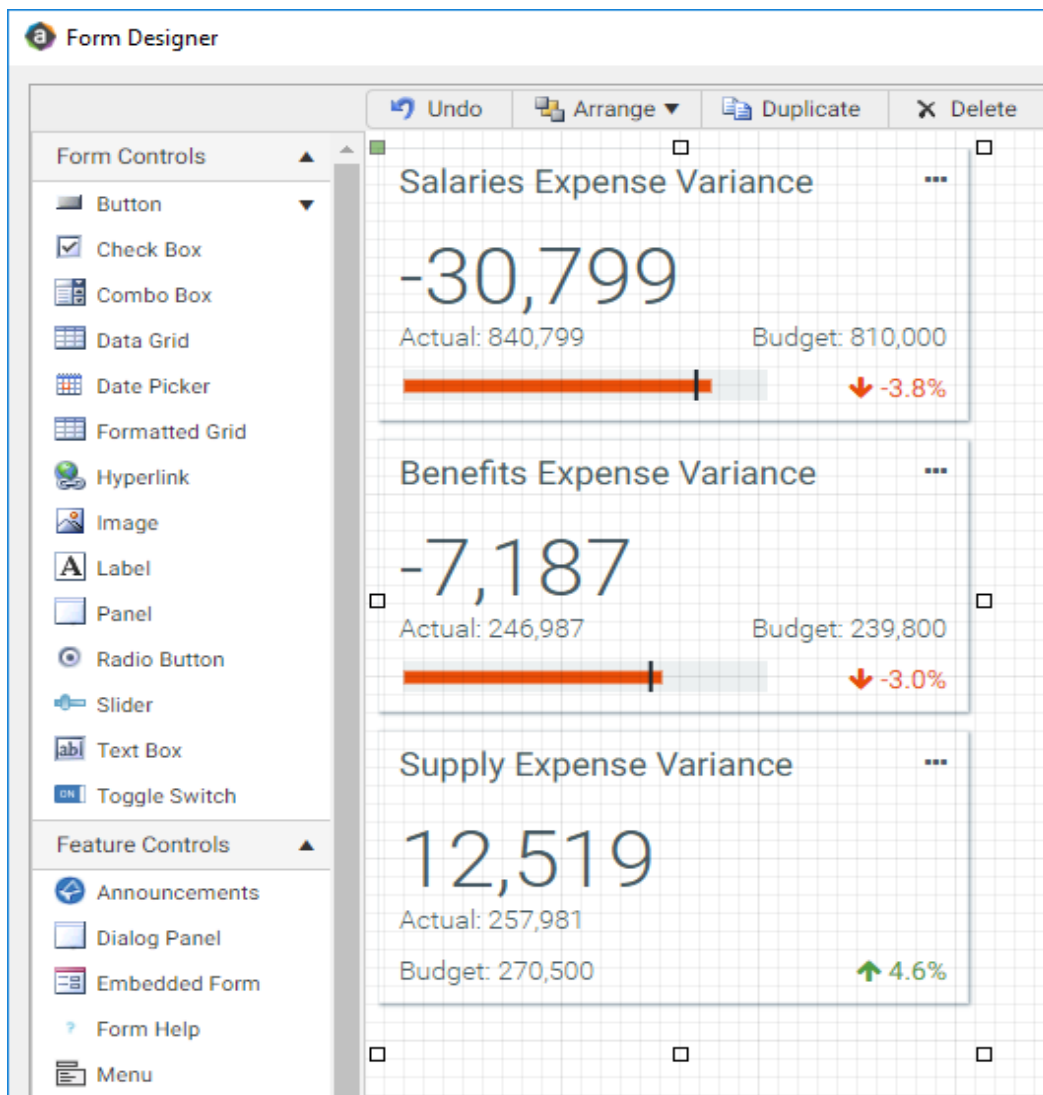 Form Designer
Undo
Arrange
Duplicate
Delete
Form Controls
Button
Check Box
Combo Box
Data Grid
Date Picker
Formatted Grid
Hyperlink
Image
A Label
Panel
Radio Button
Slider
abl Text Box
ON Toggle Switch
Feature Controls
Announcements
Dialog Panel
Embedded Form
? Form Help
Menu
Salaries Expense Variance
-30,799
Actual: 840,799 Budget: 810,000
-3.8%
Benefits Expense Variance
-7,187
Actual: 246,987 Budget: 239,800
-3.0%
Supply Expense Variance
12,519
Actual: 257,981
Budget: 270,500 4.6%